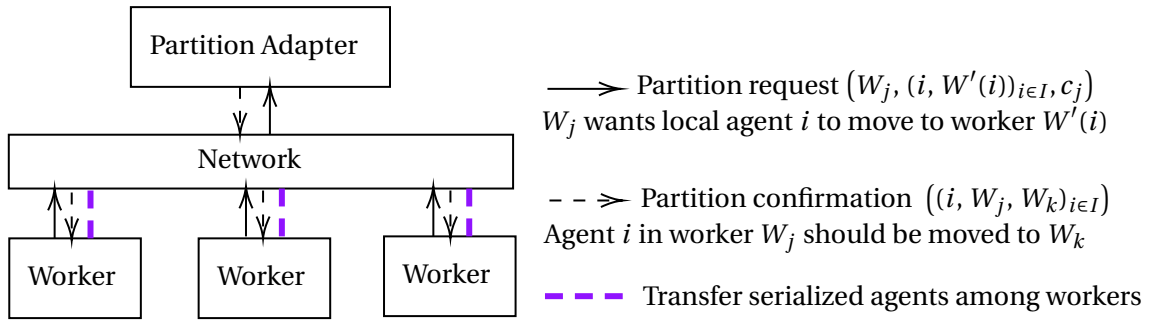 Partition Adapter
Network
Worker
Worker
Worker
Partition request (W_j, (i, W'(i))_{i∈I}, c_j)
W_j wants local agent i to move to worker W'(i)
Partition confirmation ((i, W_j, W_k)_{i∈I})
Agent i in worker W_j should be moved to W_k
Transfer serialized agents among workers